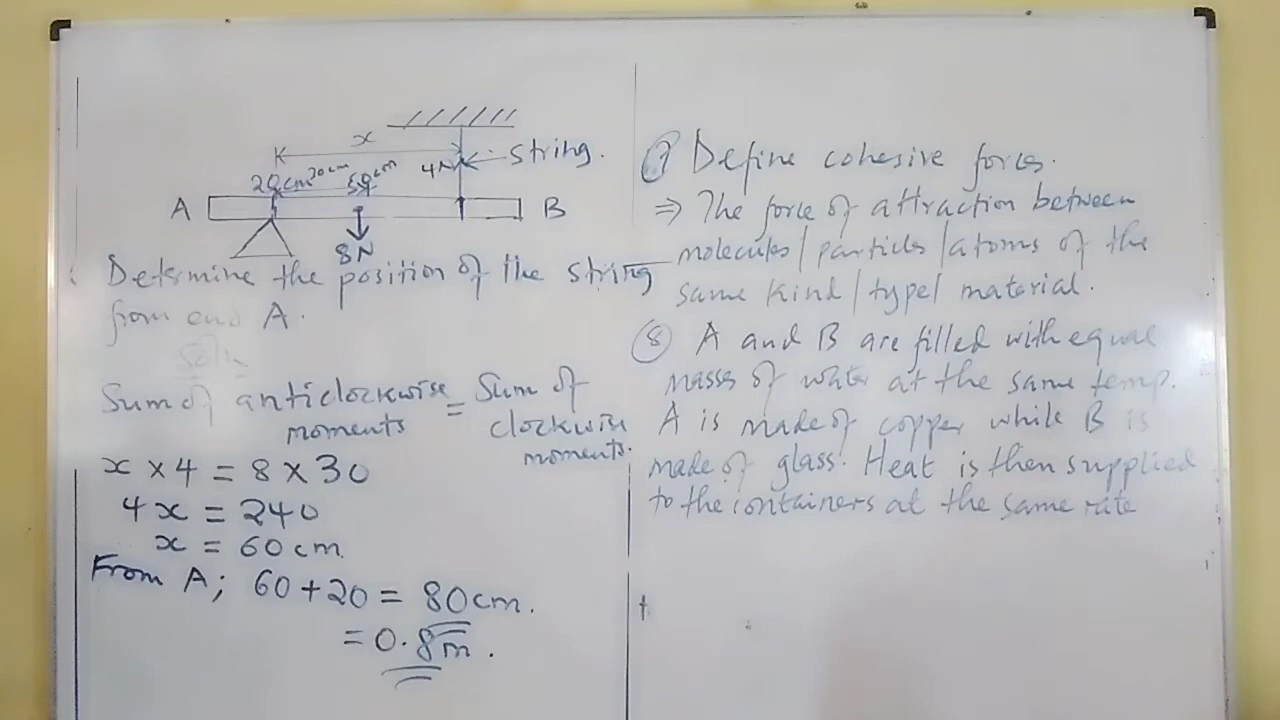 x
20cm 30cm 50cm 4N string.
A B
8N
Determine the position of the string
from end A.
Soln
Sum of anticlockwise moments = Sum of clockwise moments.
x × 4 = 8 × 30
4x = 240
x = 60cm
From A; 60 + 20 = 80cm.
= 0.8m.
7 Define cohesive forces.
⇒ The force of attraction between
molecules/particles/atoms of the
same kind/type/material.
8 A and B are filled with equal
masses of water at the same temp.
A is made of copper while B is
made of glass. Heat is then supplied
to the containers at the same rate